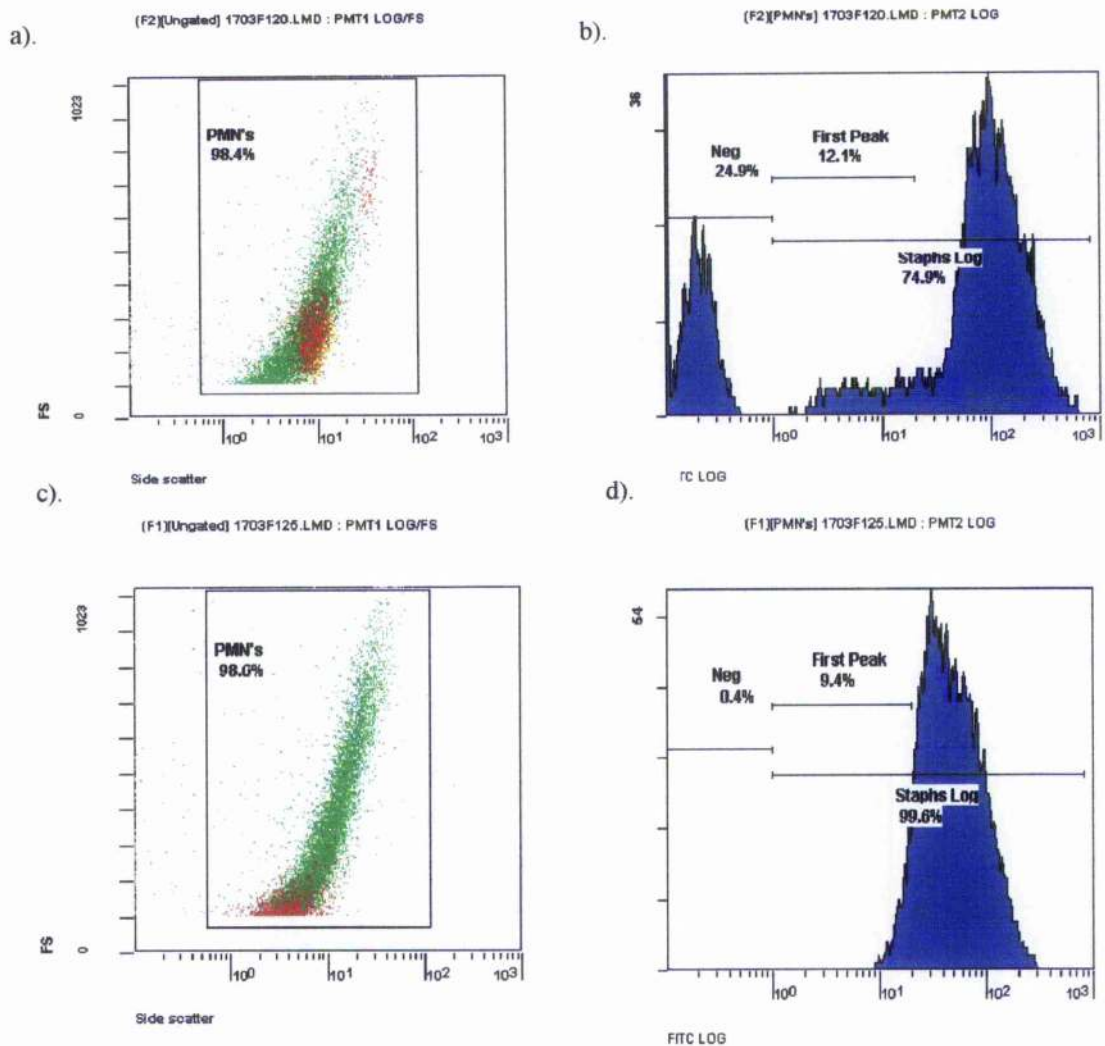 a).
(F2)[Ungated] 1703F120.LMD : PMT1 LOG/FS
1023
PMN's
98.4%
FS
0
10⁰ 10¹ 10² 10³
Side scatter
b).
(F2)[PMN's] 1703F120.LMD : PMT2 LOG
36
Neg
24.9%
First Peak
12.1%
Staphs Log
74.9%
10⁰ 10¹ 10² 10³
TC LOG
c).
(F1)[Ungated] 1703F125.LMD : PMT1 LOG/FS
1023
PMN's
FS
0
10⁰ 10¹ 10² 10³
Side scatter
d).
(F1)[PMN's] 1703F125.LMD : PMT2 LOG
54
Neg
0.4%
First Peak
9.4%
Staphs Log
99.6%
10⁰ 10¹ 10² 10³
FITC LOG